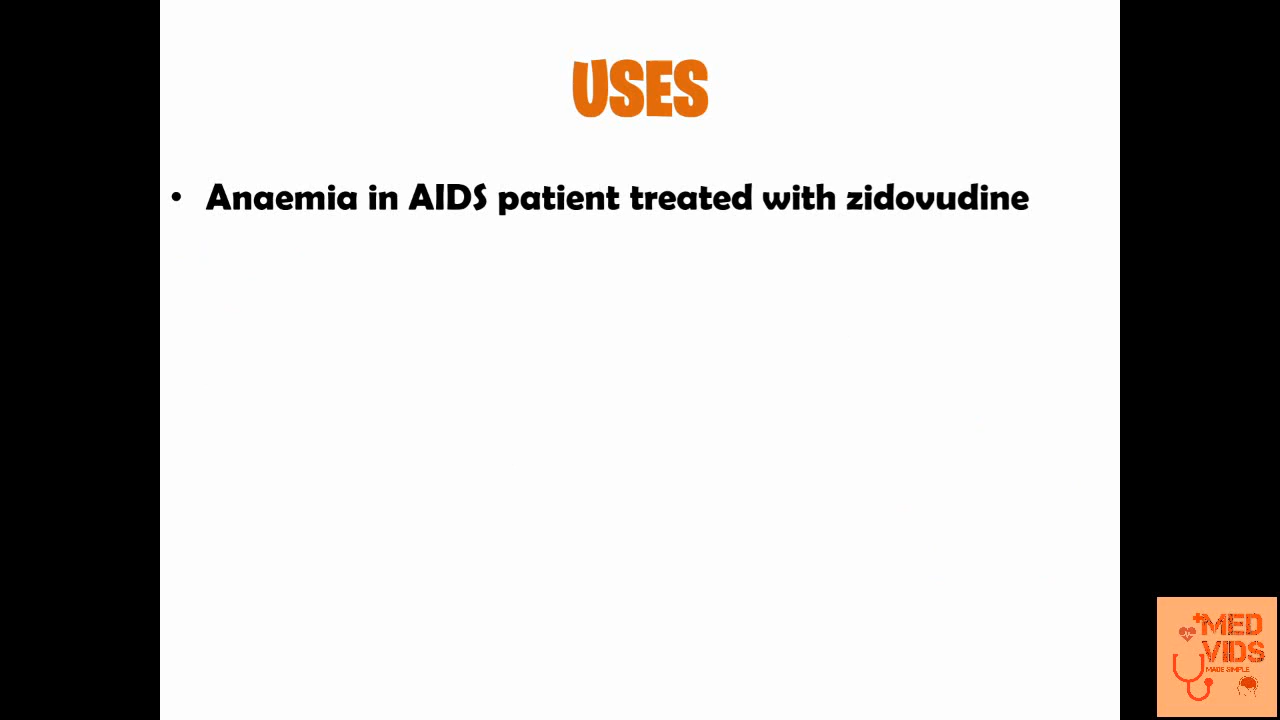 USES
• Anaemia in AIDS patient treated with zidovudine
MED
VIDS
MADE SIMPLE